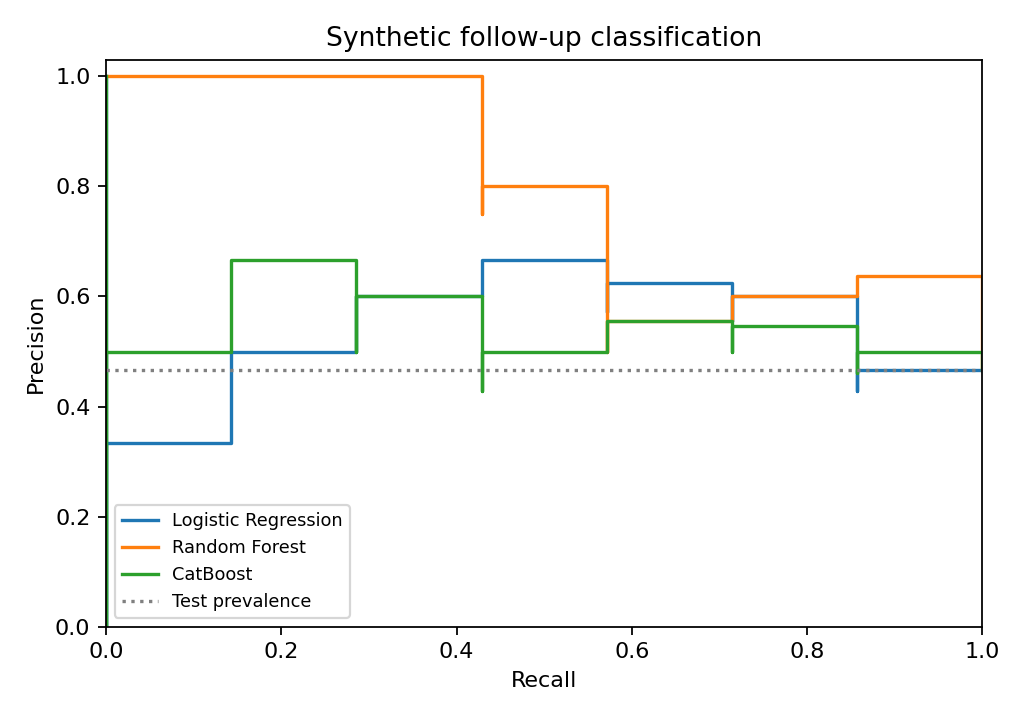 Synthetic follow-up classification
Precision
1.0
0.8
0.6
0.4
0.2
0.0
Logistic Regression
Random Forest
CatBoost
Test prevalence
0.0 0.2 0.4 0.6 0.8 1.0
Recall